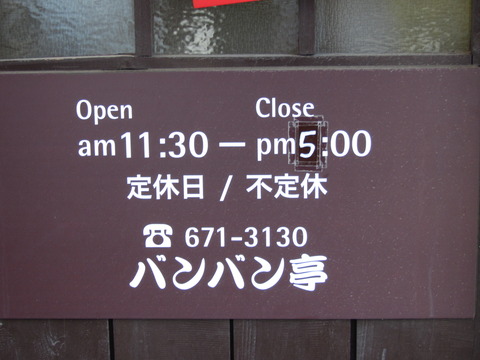 Open Close
am11:30 — pm5:00
定休日 / 不定休
☎ 671-3130
バンバン亭